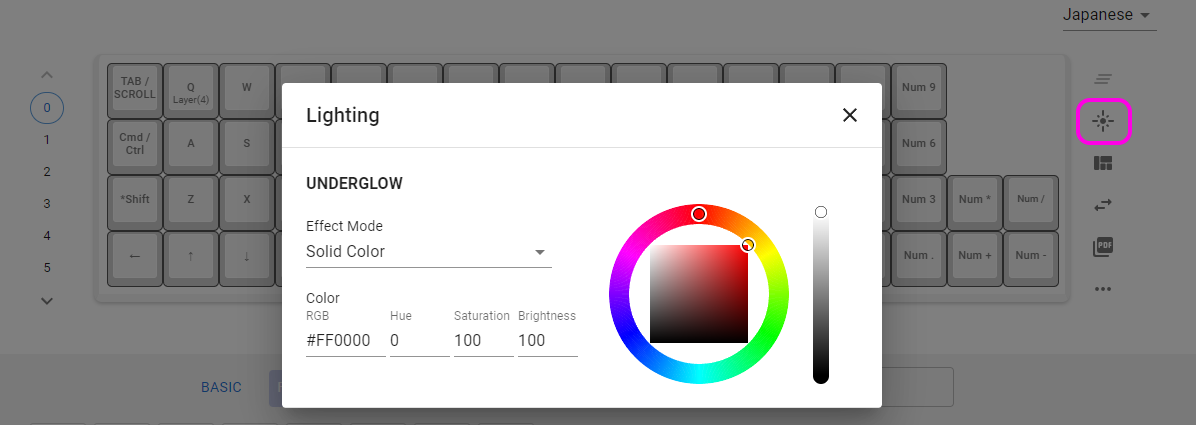 Japanese
TAB /
SCROLL
Q
Layer(4)
W
Num 9
0
Lighting
1
Cmd /
Ctrl
A
S
Num 6
2
UNDERGLOW
3
*Shift
Z
X
Num 3
Num *
Num /
Effect Mode
Solid Color
4
←
↑
↓
Num .
Num +
Num -
PDF
5
Color
RGB
Hue
Saturation
Brightness
#FF0000
0
100
100
BASIC